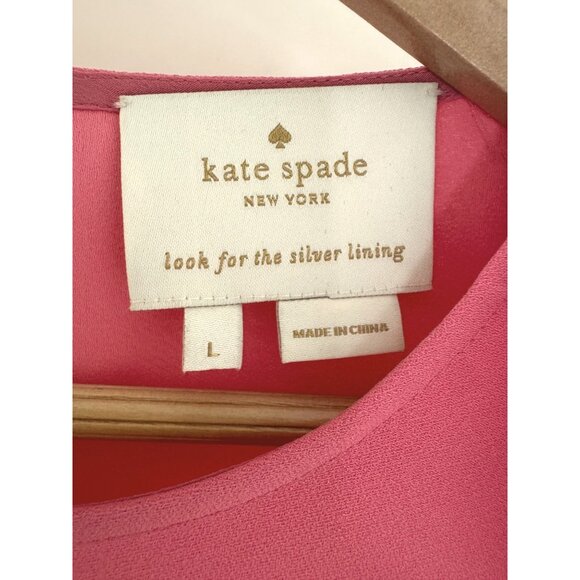 kate spade
NEW YORK
look for the silver lining
L
MADE IN CHINA